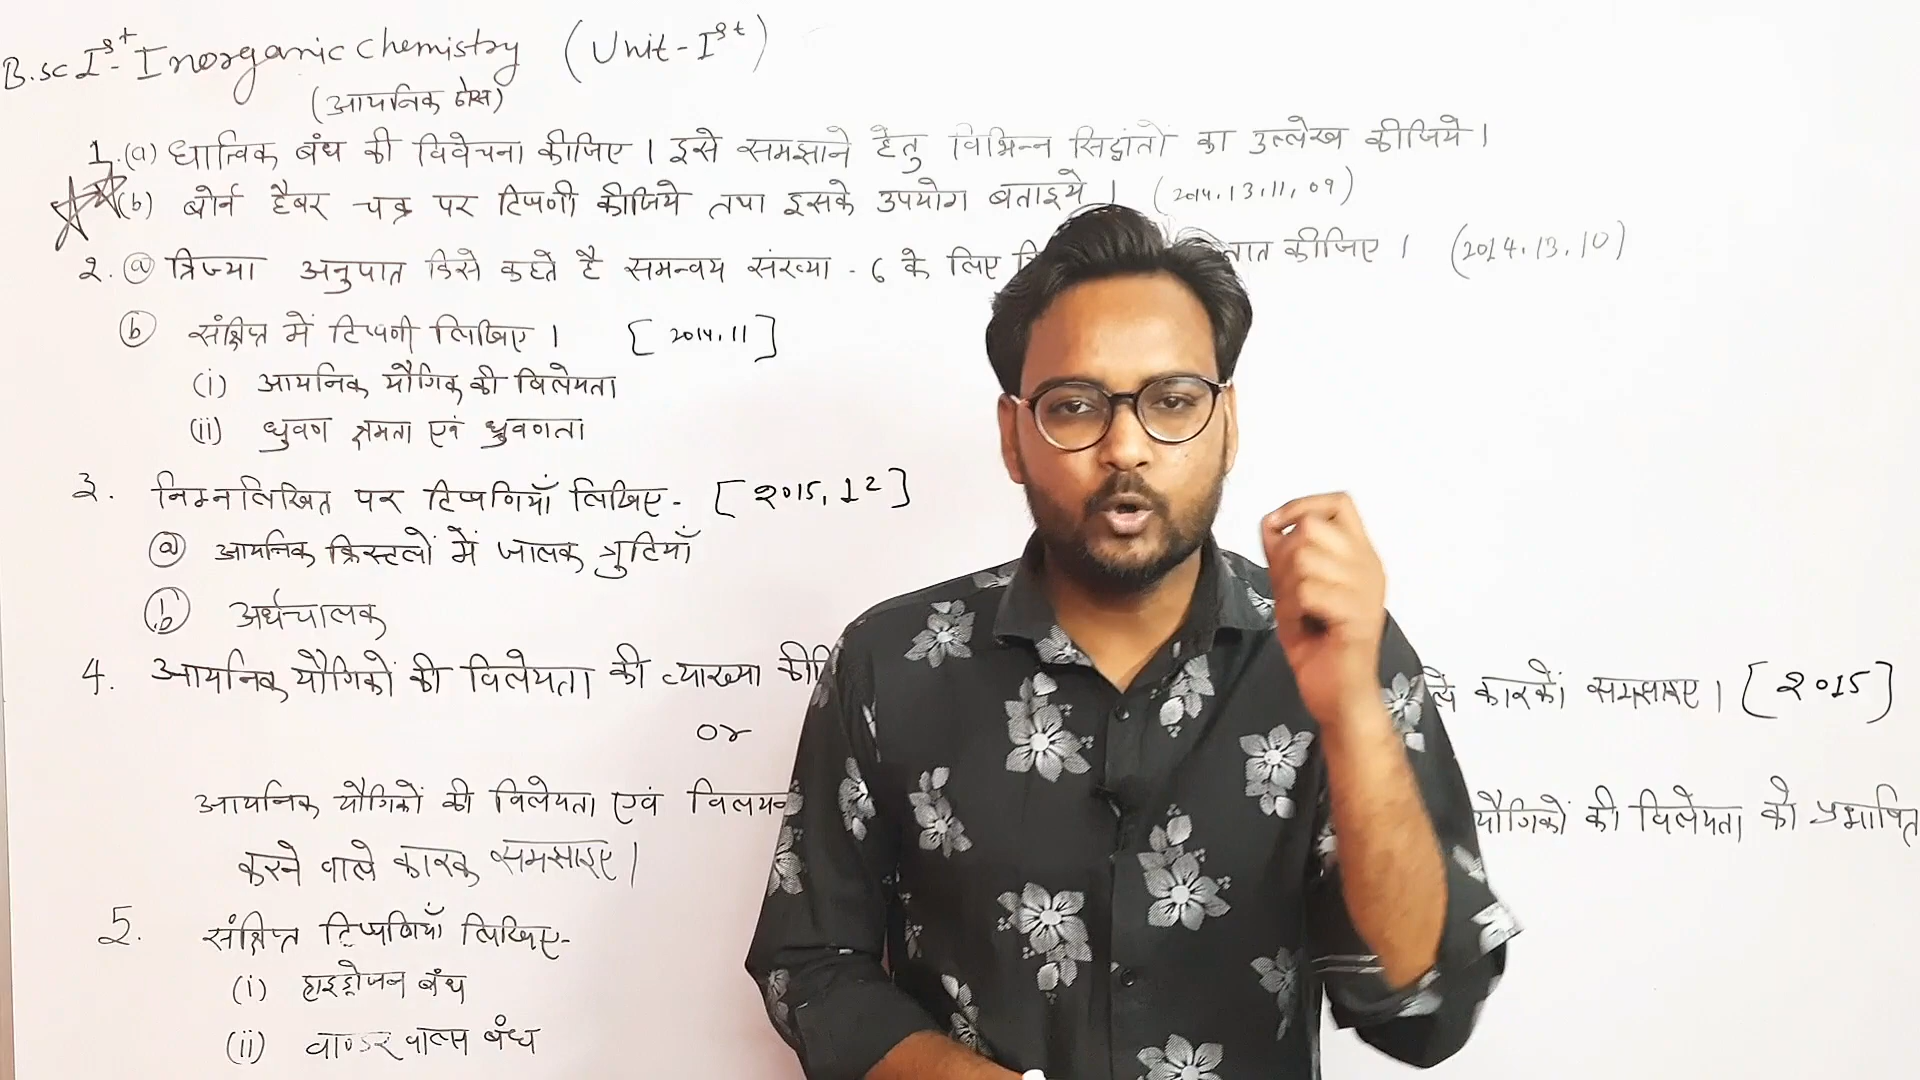 B.sc Ist Inorganic chemistry (Unit-Ist)
(आयनिक ठोस)
1. (a) धात्विक बंध की विवेचना कीजिए। इसे समझाने हेतु विभिन्न सिद्धांतों का उल्लेख कीजिये।
(b) बोर्न हैबर चक्र पर टिप्पणी कीजिये तथा इसके उपयोग बताइये। (2014.13.11.09)
2. (a) त्रिज्या अनुपात किसे कहते है समन्वय संख्या - 6 के लिए कीजिए। (2014.13.10)
(b) संक्षिप्त में टिप्पणी लिखिए। [2014.11]
(i) आयनिक यौगिक की विलेयता
(ii) ध्रुवण क्षमता एवं ध्रुवणता
3. निम्नलिखित पर टिप्पणियाँ लिखिए- [2015, 12]
(a) आयनिक क्रिस्टलों में जालक त्रुटियाँ
(b) अर्धचालक
4. आयनिक यौगिकों की विलेयता की व्याख्या कारकों समझाइए। [2015]
or
आयनिक यौगिकों की विलेयता एवं यौगिकों की विलेयता को प्रभावित
करने वाले कारक समझाइए।
5. संक्षिप्त टिप्पणियाँ लिखिए-
(i) हाइड्रोजन बंध
(ii) वाण्डर वाल्स बंध